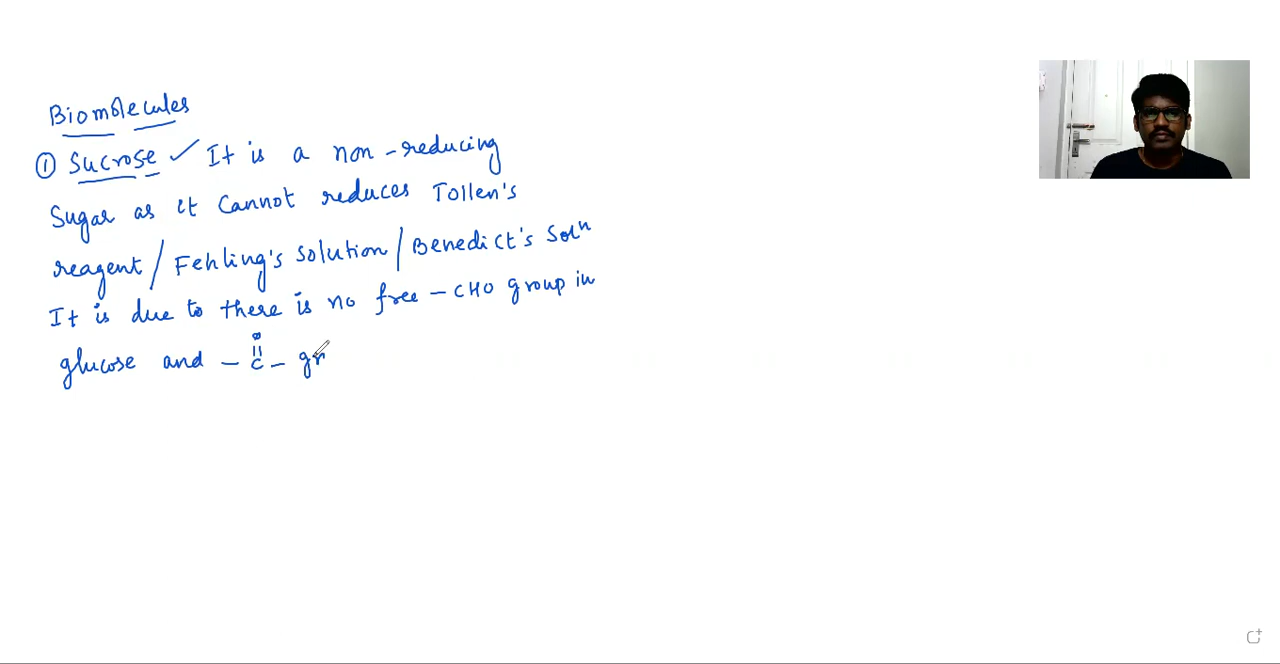 Biomolecules
① Sucrose ✓ It is a non-reducing
Sugar as it cannot reduces Tollen's
reagent / Fehling's solution / Benedict's Solⁿ
It is due to there is no free -CHO group in
O
||
glucose and - C - gr